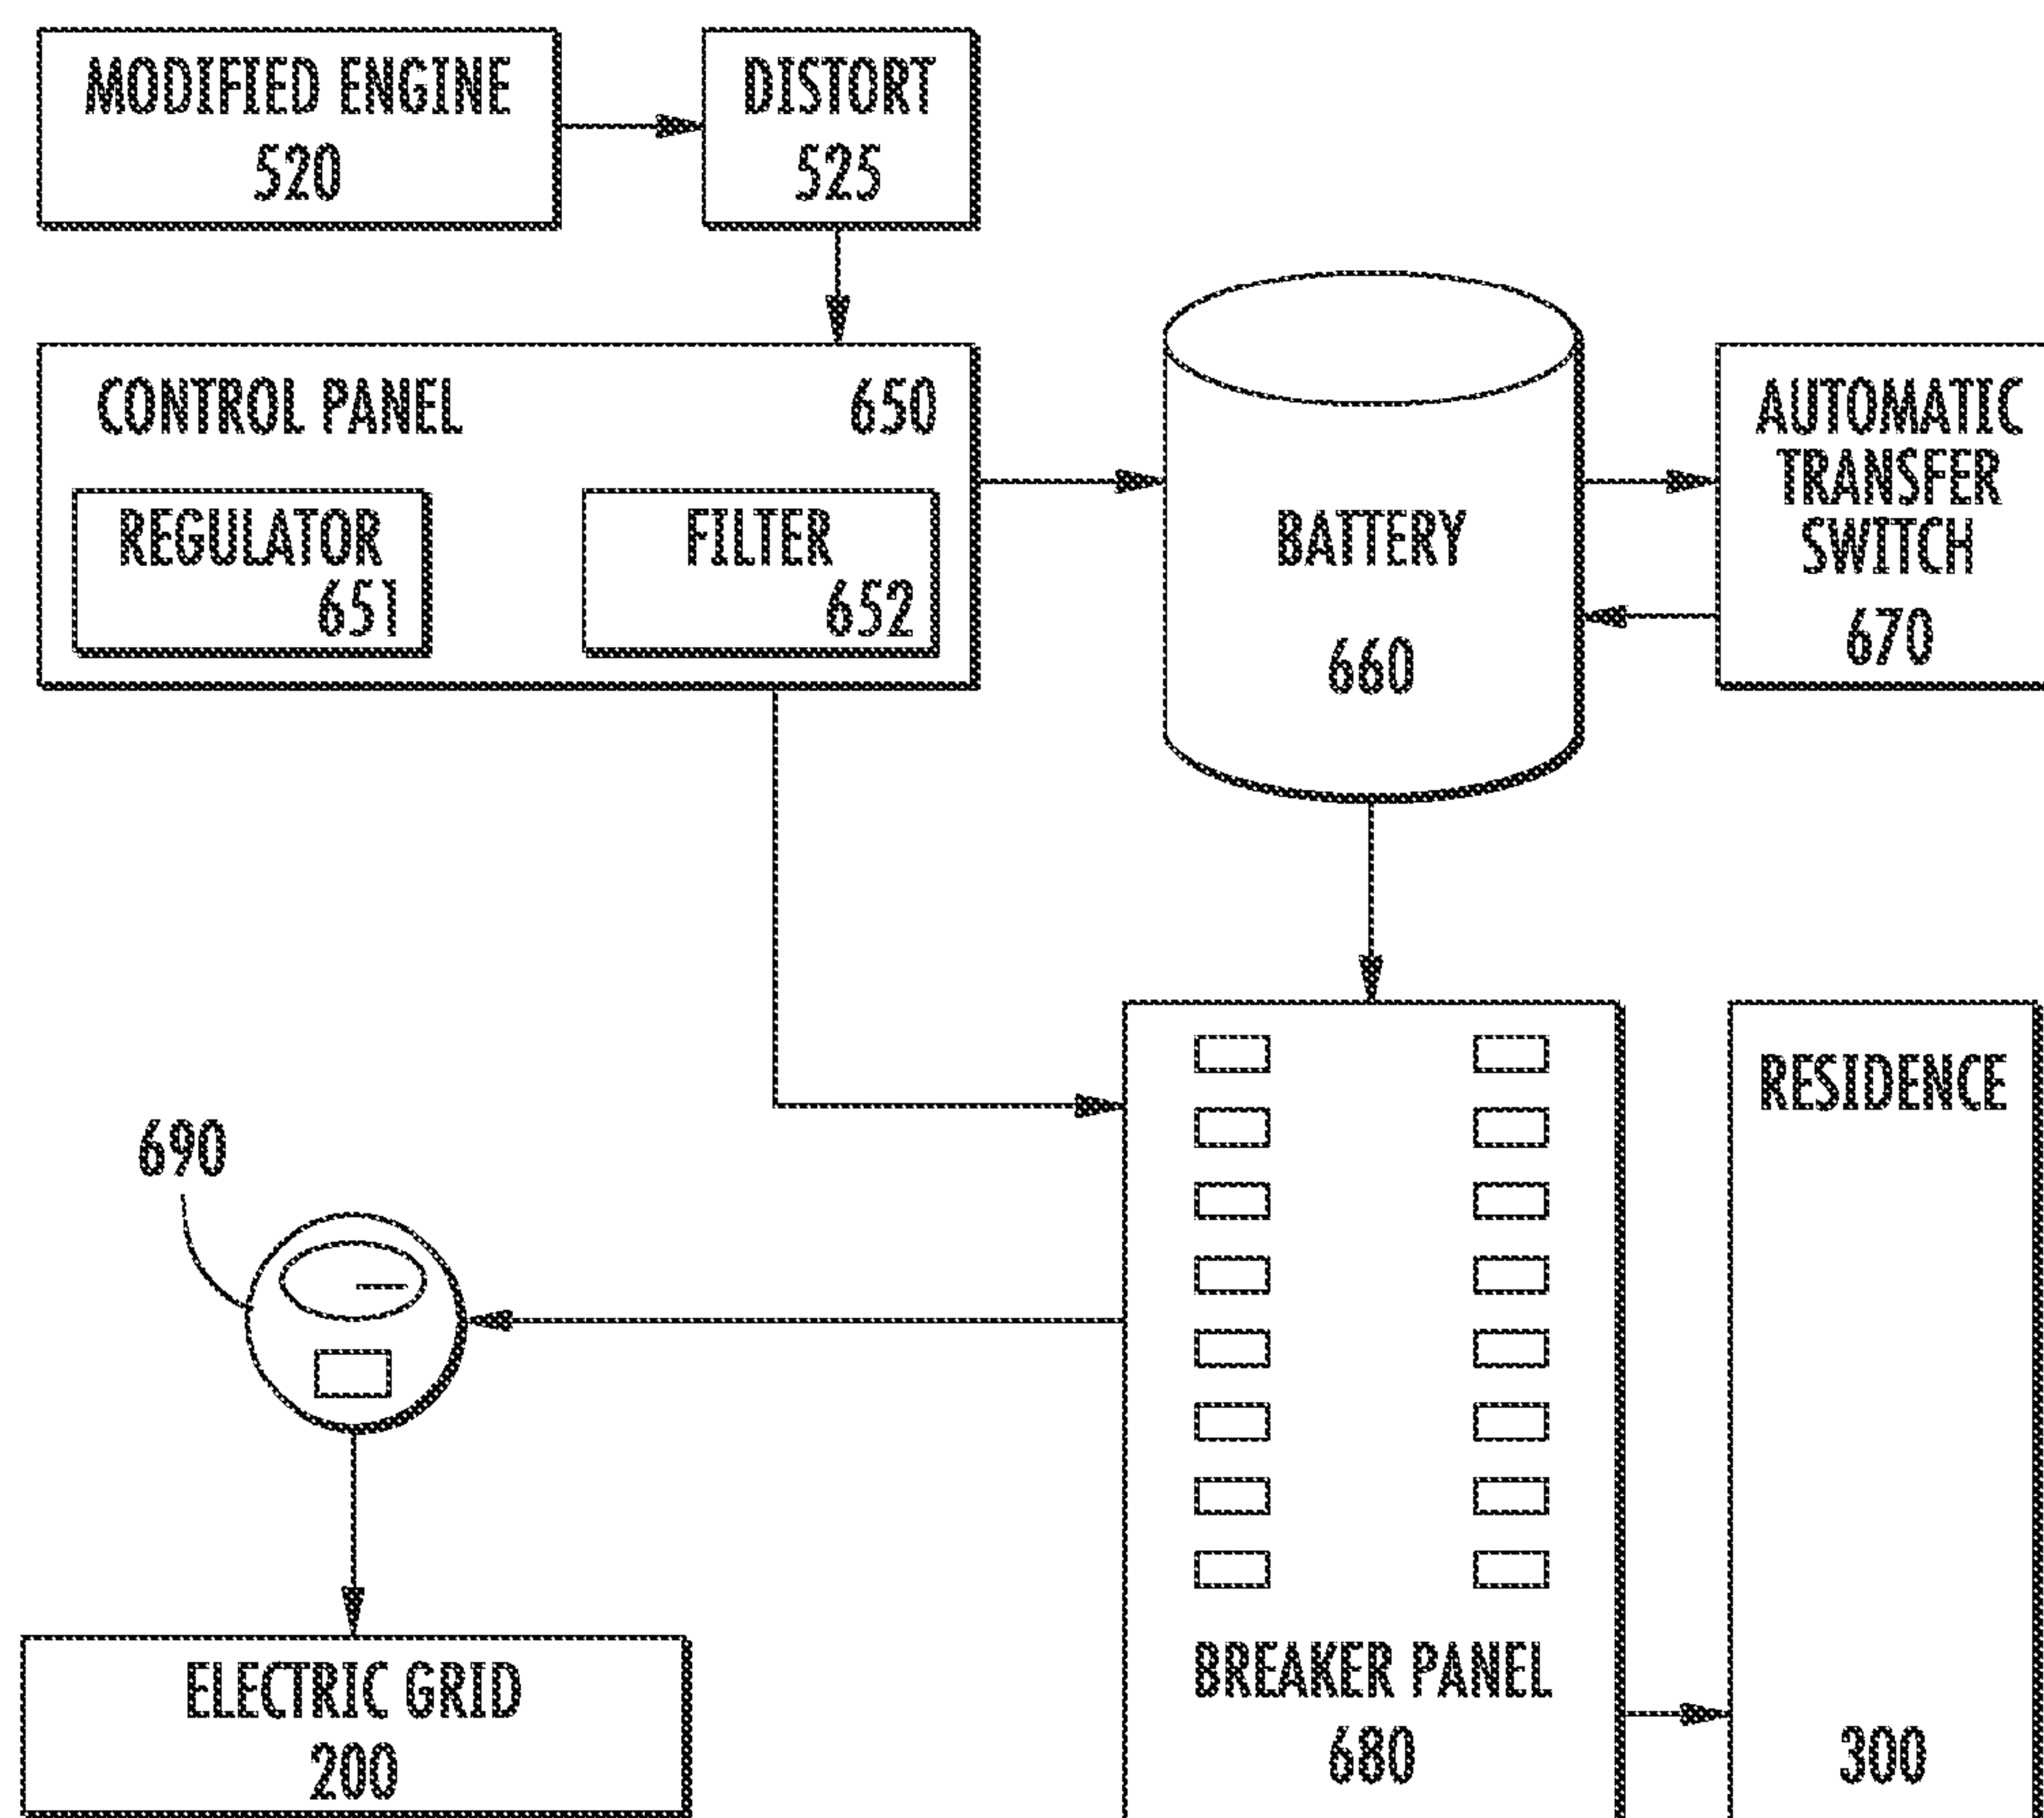 MODIFIED ENGINE
520
DISTORT
525
CONTROL PANEL 650
REGULATOR
651
FILTER
652
BATTERY
660
AUTOMATIC
TRANSFER
SWITCH
670
690
ELECTRIC GRID
200
BREAKER PANEL
680
RESIDENCE
300